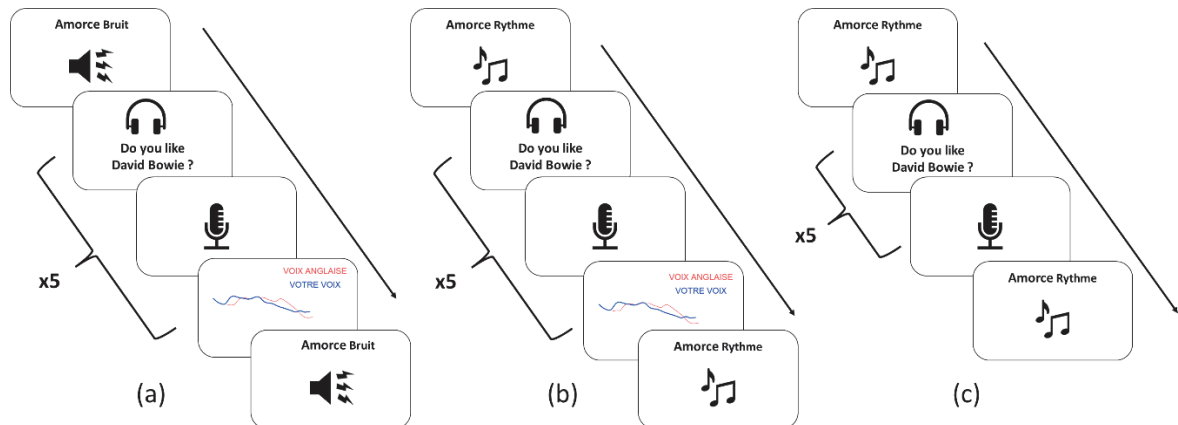 Amorce Bruit
Do you like
David Bowie ?
x5
VOIX ANGLAISE
VOTRE VOIX
Amorce Bruit
(a)
Amorce Rythme
Do you like
David Bowie ?
x5
VOIX ANGLAISE
VOTRE VOIX
Amorce Rythme
(b)
Amorce Rythme
Do you like
David Bowie ?
x5
Amorce Rythme
(c)